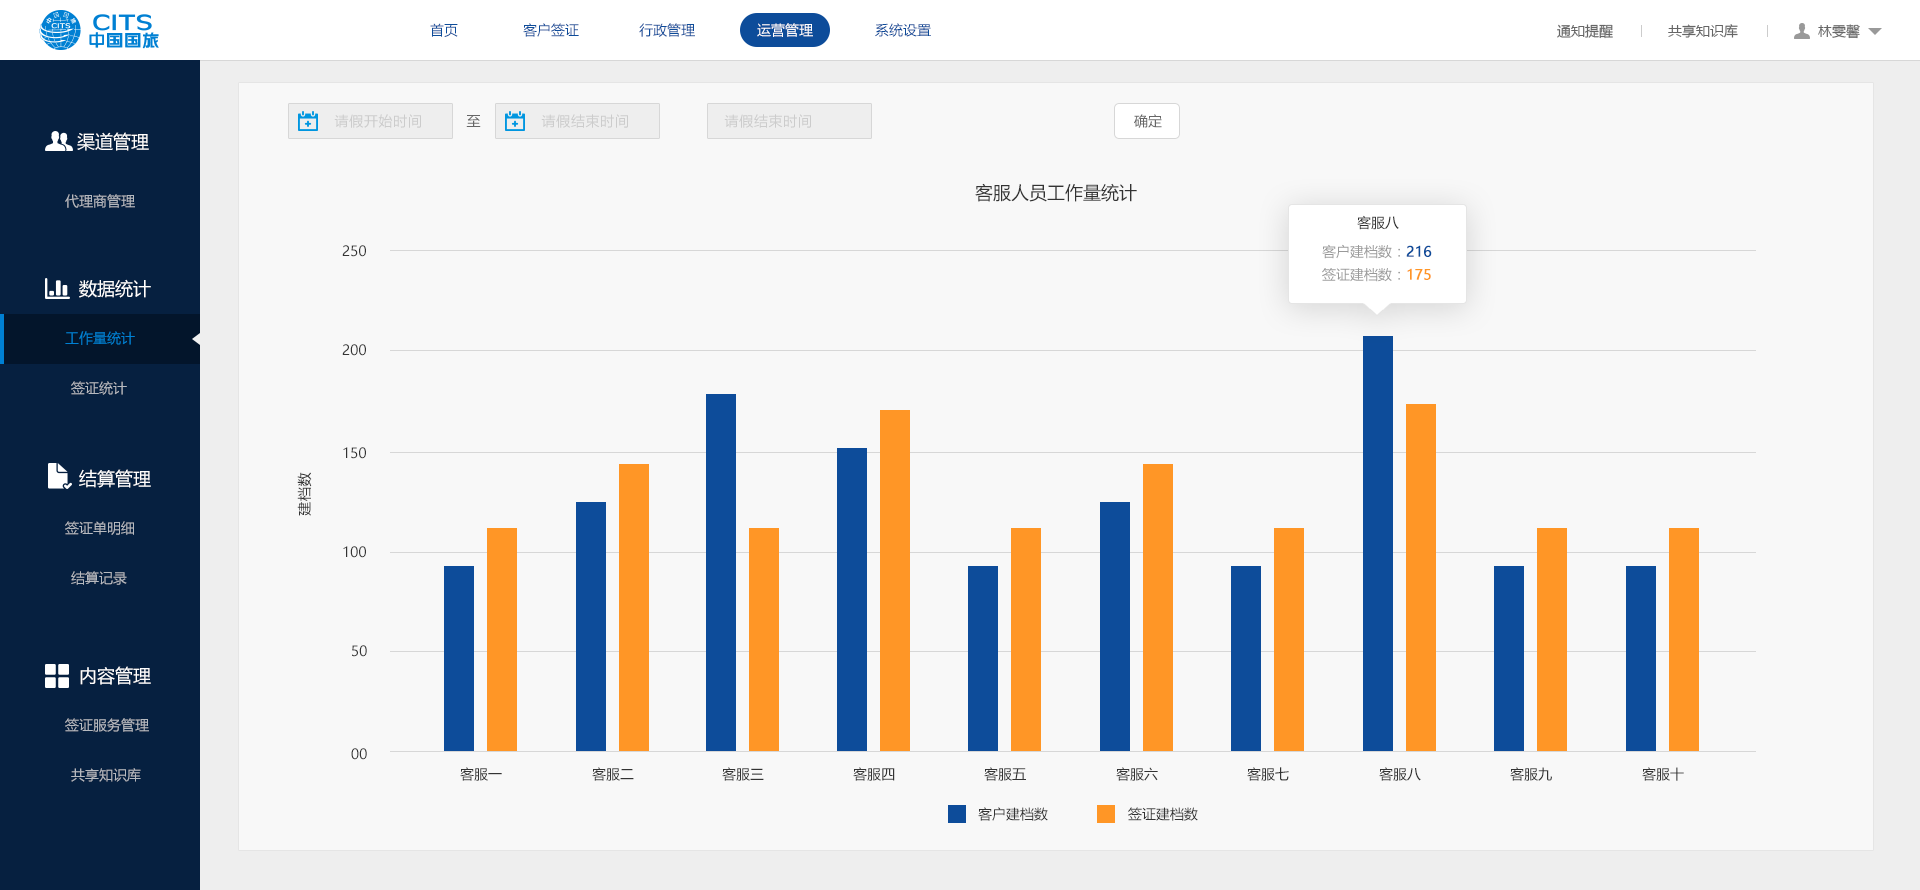 CITS
中国国旅
首页
客户签证
行政管理
运营管理
系统设置
通知提醒
共享知识库
林雯馨
渠道管理
代理商管理
数据统计
工作量统计
签证统计
结算管理
签证单明细
结算记录
内容管理
签证服务管理
共享知识库
请假开始时间
至
请假结束时间
请假结束时间
确定
客服人员工作量统计
客服八
客户建档数：216
签证建档数：175
建档数
250
200
150
100
50
00
客服一
客服二
客服三
客服四
客服五
客服六
客服七
客服八
客服九
客服十
客户建档数
签证建档数